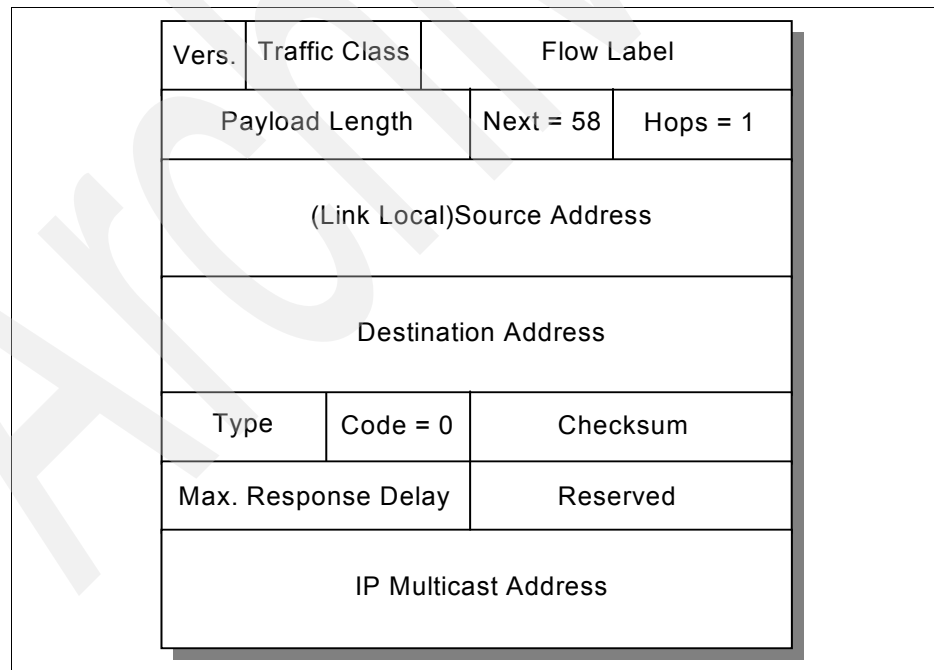 Vers. Traffic Class Flow Label
Payload Length Next = 58 Hops = 1
(Link Local)Source Address
Destination Address
Type Code = 0 Checksum
Max. Response Delay Reserved
IP Multicast Address